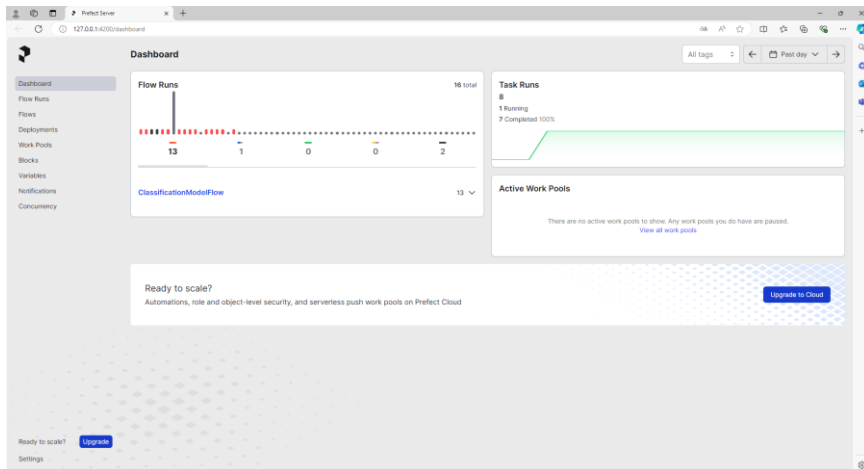 Prefect Server
127.0.0.1:4200/dashboard
Dashboard
All tags
Past day
Dashboard
Flow Runs
Flows
Deployments
Work Pools
Blocks
Variables
Notifications
Concurrency
Flow Runs
16 total
13
1
0
0
2
ClassificationModelFlow
13
Task Runs
8
1 Running
7 Completed 100%
Active Work Pools
There are no active work pools to show. Any work pools you do have are paused.
View all work pools
Ready to scale?
Automations, role and object-level security, and serverless push work pools on Prefect Cloud
Upgrade to Cloud
Ready to scale?
Upgrade
Settings